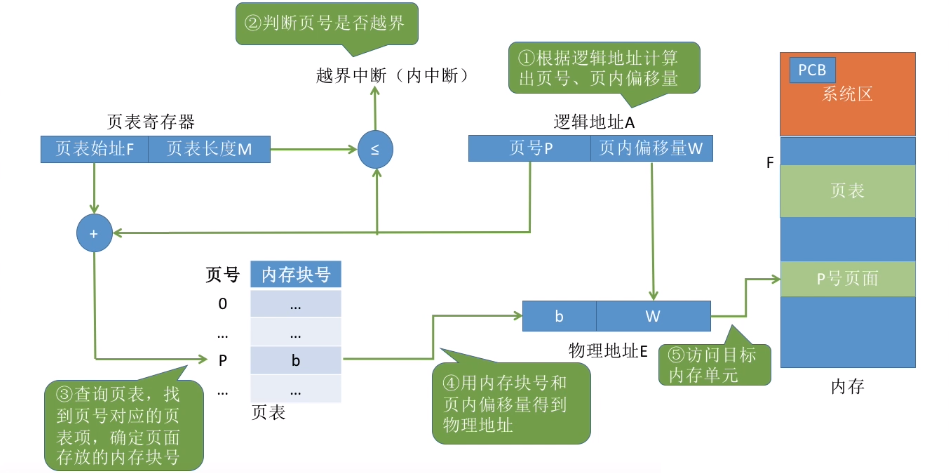 ②判断页号是否越界
越界中断（内中断）
①根据逻辑地址计算
出页号、页内偏移量
PCB
系统区
页表寄存器
逻辑地址A
页表始址F
页表长度M
≤
页号P
页内偏移量W
F
页表
+
页号
内存块号
P号页面
0
...
...
...
b
W
P
b
物理地址E
⑤访问目标
内存单元
内存
③查询页表，找
到页号对应的页
表项，确定页面
存放的内存块号
...
...
页表
④用内存块号和
页内偏移量得到
物理地址